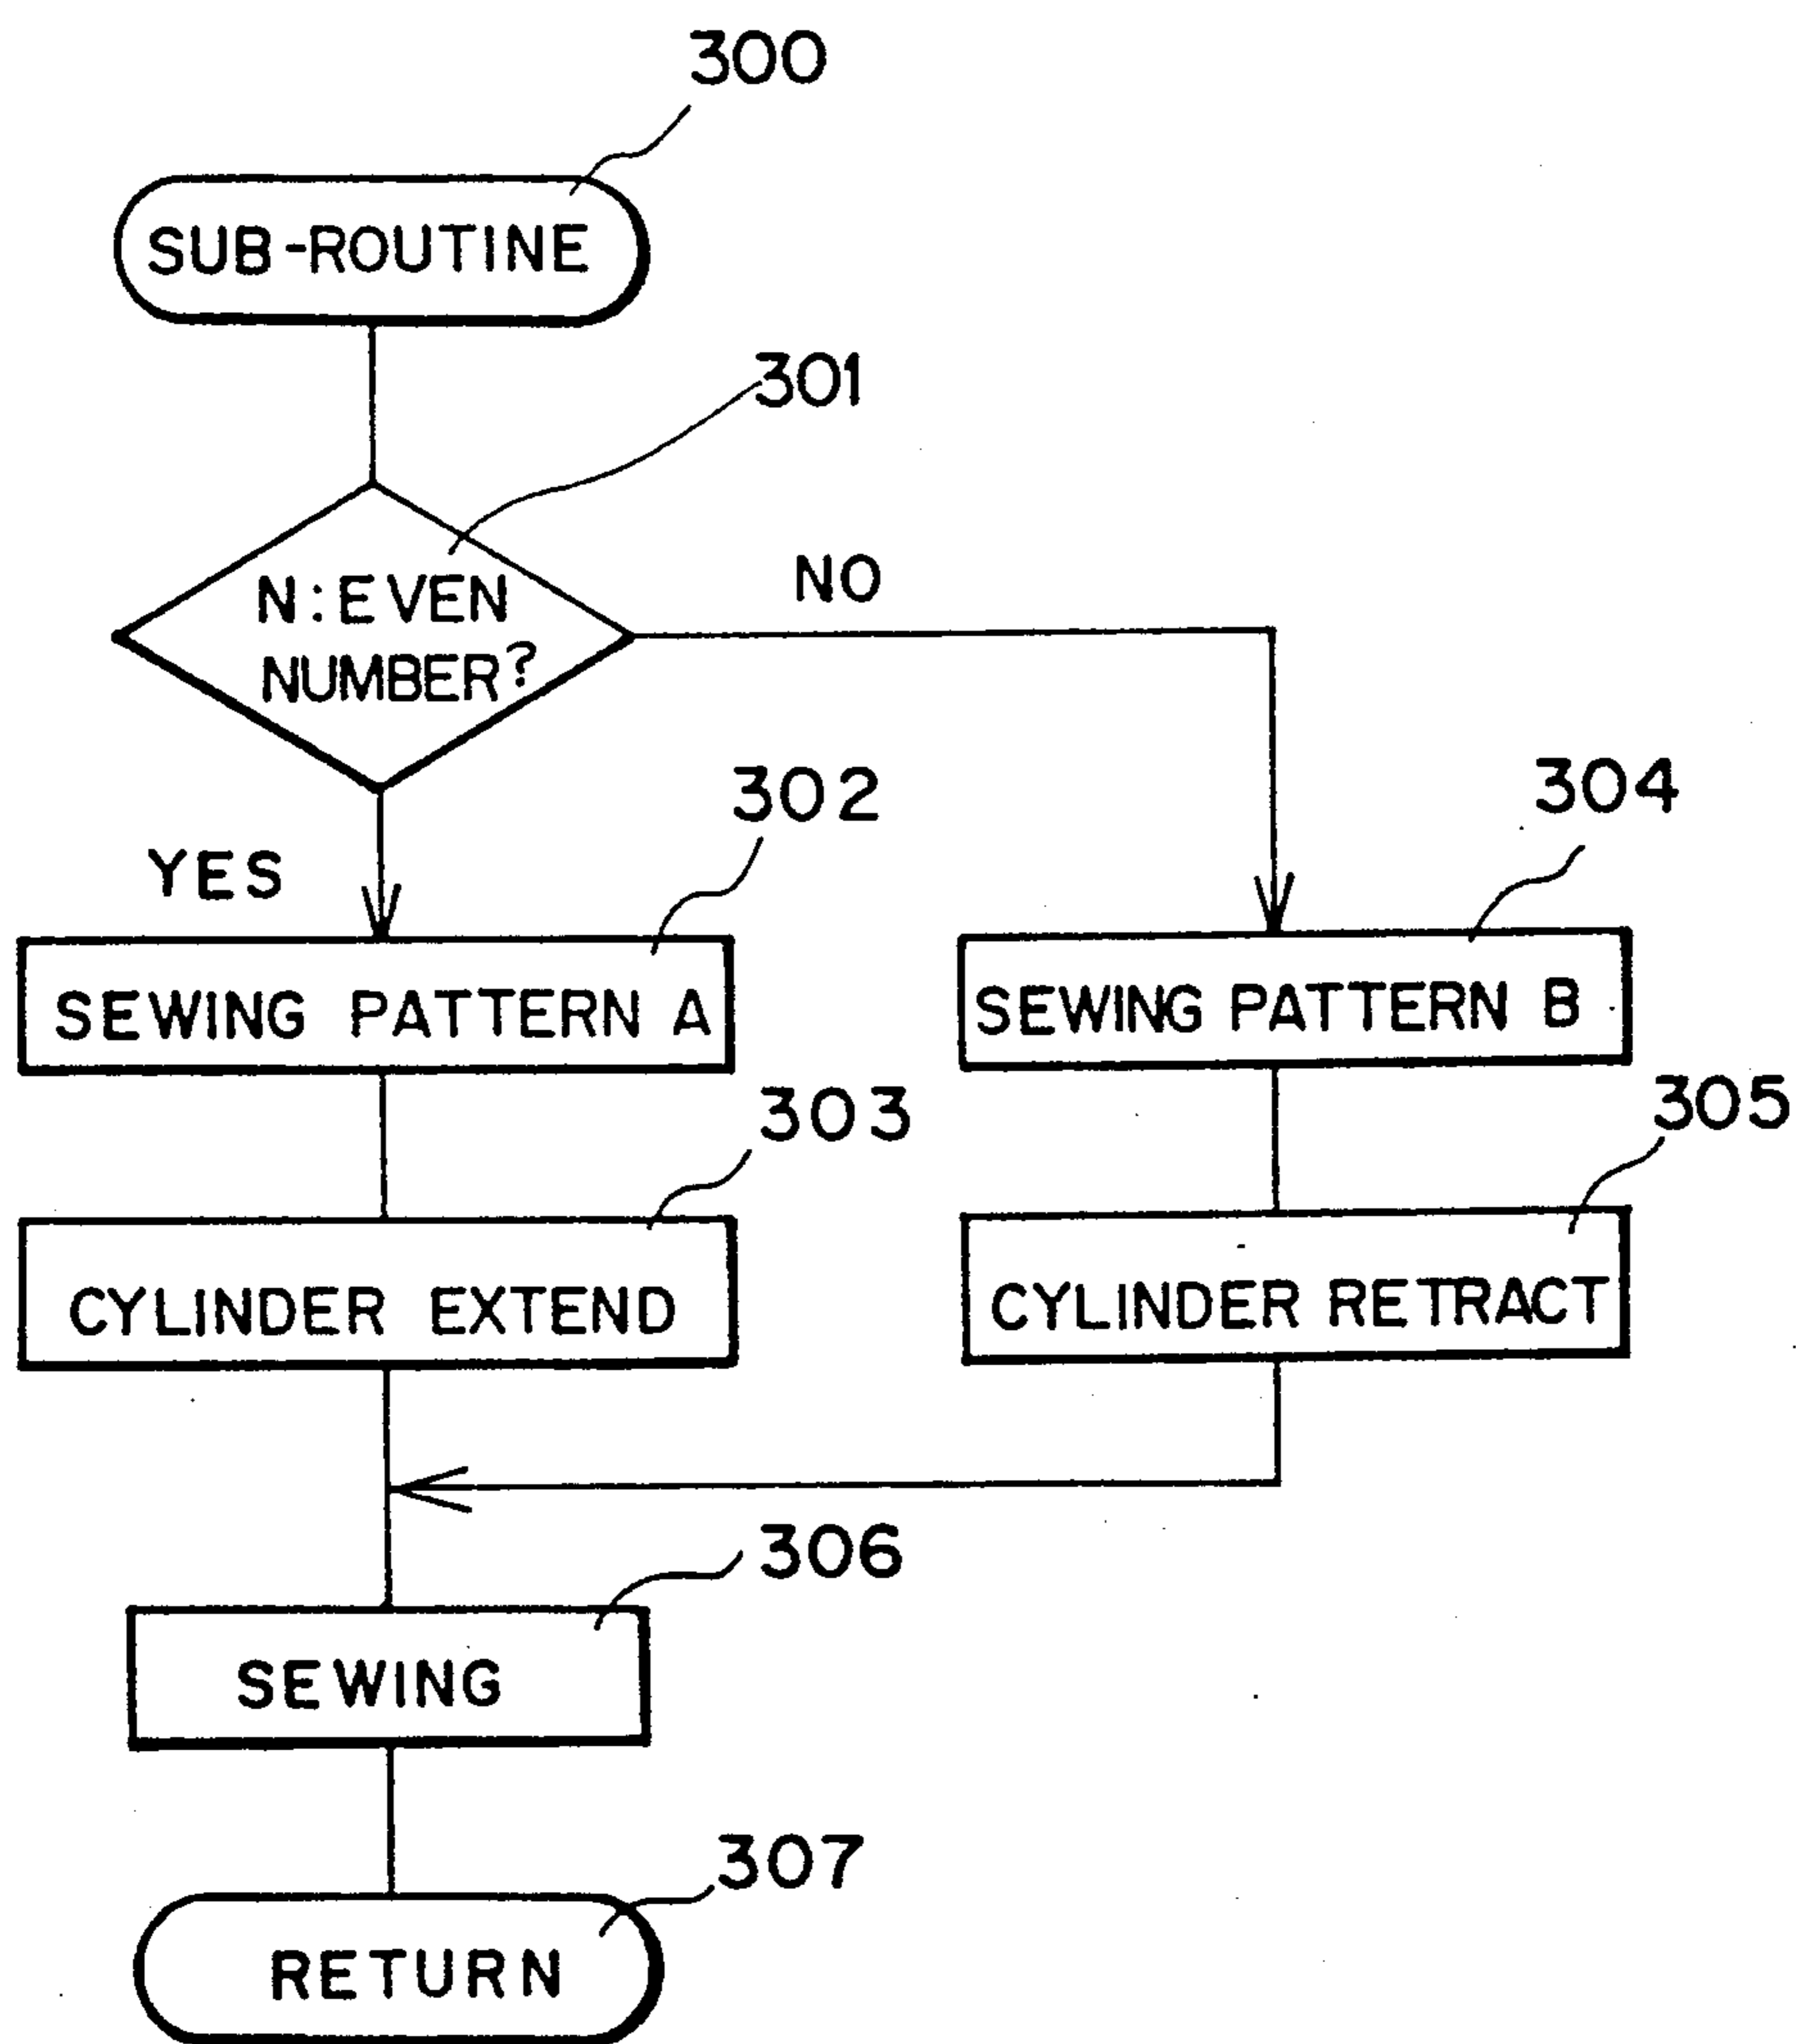 300
SUB-ROUTINE
301
N:EVEN
NUMBER?
NO
YES
302
304
SEWING PATTERN A
SEWING PATTERN B
303
305
CYLINDER EXTEND
CYLINDER RETRACT
306
SEWING
307
RETURN